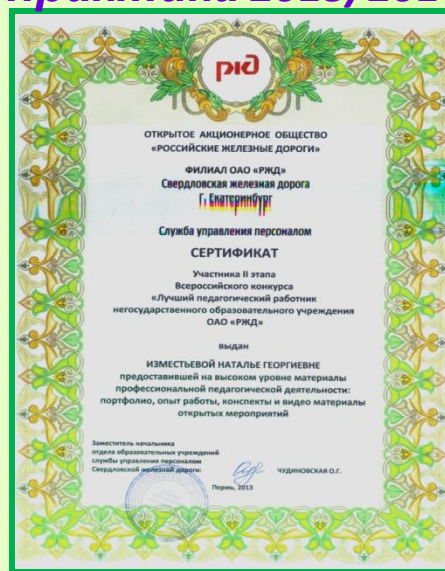 ржд
ОТКРЫТОЕ АКЦИОНЕРНОЕ ОБЩЕСТВО
«РОССИЙСКИЕ ЖЕЛЕЗНЫЕ ДОРОГИ»
ФИЛИАЛ ОАО «РЖД»
Свердловская железная дорога
Г. Екатеринбург
Служба управления персоналом
СЕРТИФИКАТ
Участника II этапа
Всероссийского конкурса
«Лучший педагогический работник
негосударственного образовательного учреждения
ОАО «РЖД»
выдан
ИЗМЕСТЬЕВОЙ НАТАЛЬЕ ГЕОРГИЕВНЕ
предоставившей на высоком уровне материалы
профессиональной педагогической деятельности:
портфолио, опыт работы, конспекты и видео материалы
открытых мероприятий
Заместитель начальника
отдела образовательных учреждений
службы управления персоналом
Свердловской железной дороги:
ЧУДИНОВСКАЯ О.Г.
Пермь, 2013